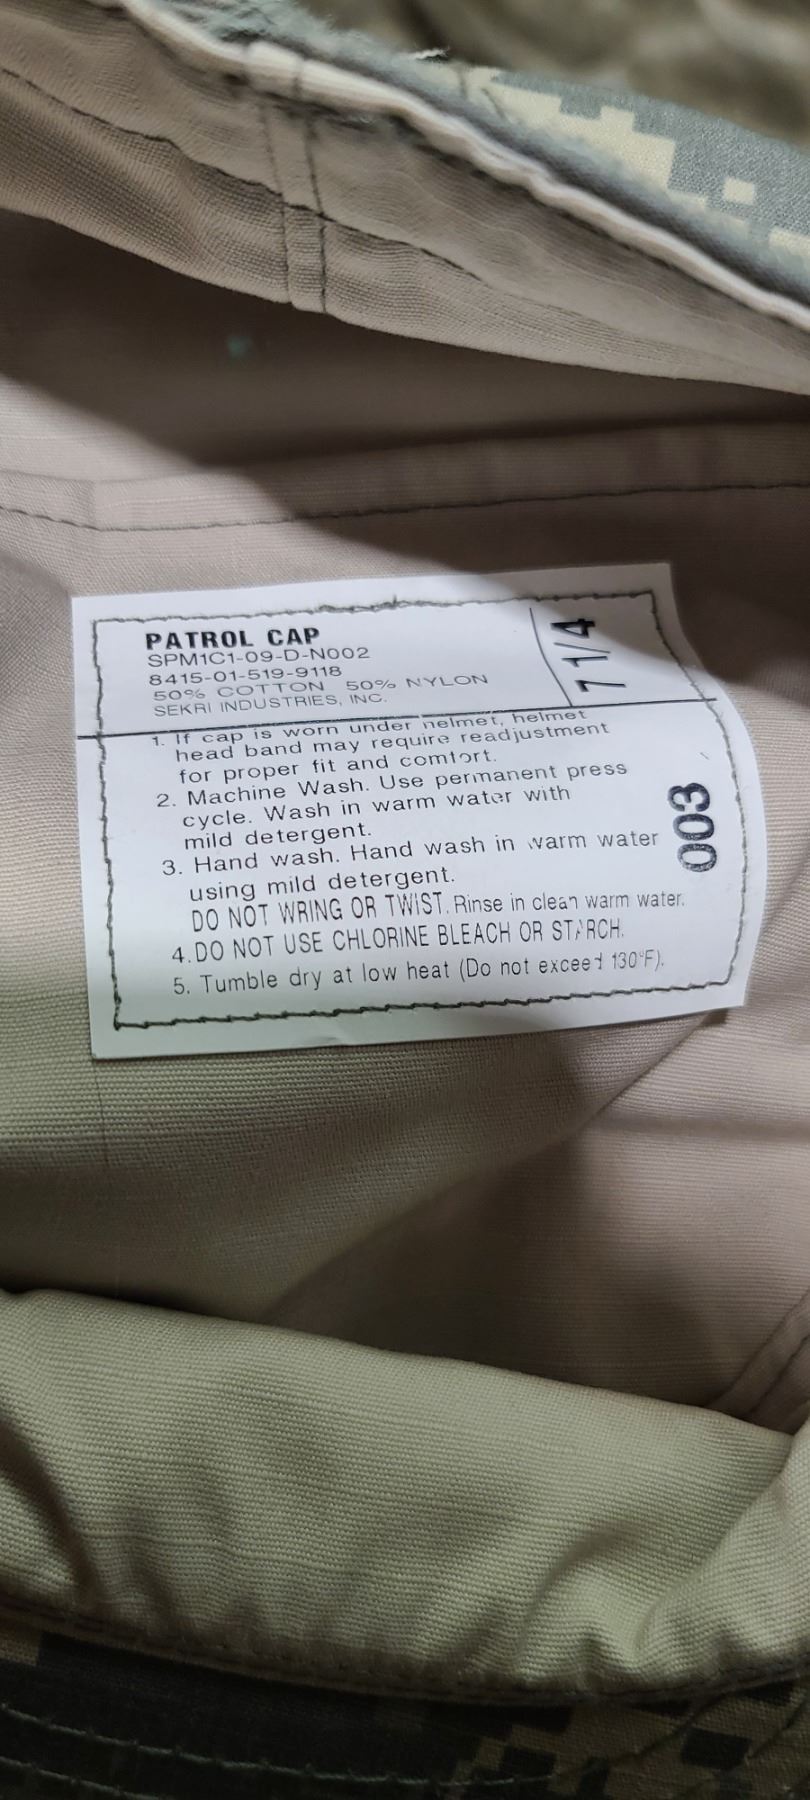 PATROL CAP
SPM1C1-09-D-N002
8415-01-519-9118
50% COTTON 50% NYLON
SEKRI INDUSTRIES, INC.
7 1/4
1. If cap is worn under helmet, helmet
head band may require readjustment
for proper fit and comfort.
2. Machine Wash. Use permanent press
cycle. Wash in warm water with
mild detergent.
3. Hand wash. Hand wash in warm water
using mild detergent.
DO NOT WRING OR TWIST. Rinse in clean warm water.
4.DO NOT USE CHLORINE BLEACH OR STARCH.
5. Tumble dry at low heat (Do not exceed 130°F).
003